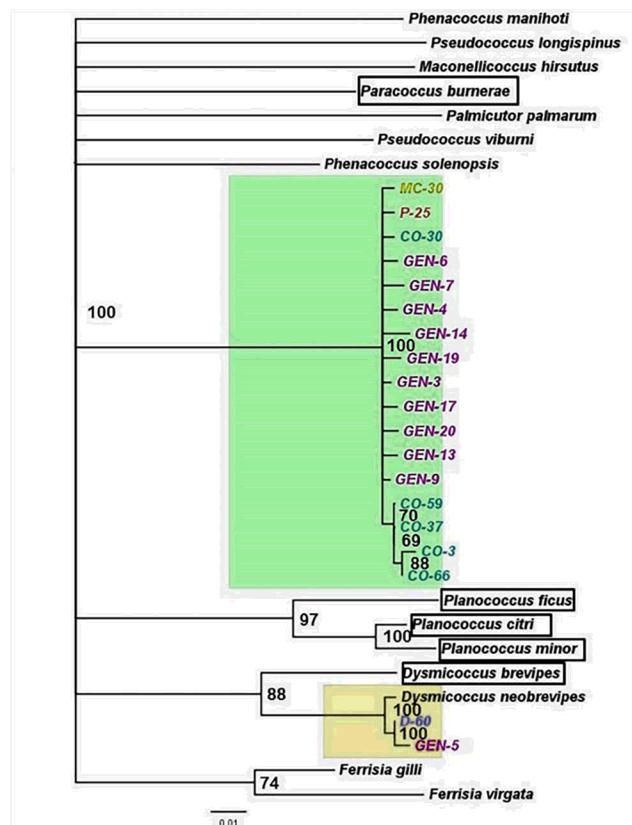 Phenacoccus manihoti
Pseudococcus longispinus
Maconellicoccus hirsutus
Paracoccus burnerae
Palmicutor palmarum
Pseudococcus viburni
Phenacoccus solenopsis
MC-30
P-25
CO-30
GEN-6
GEN-7
GEN-4
100
GEN-14
100
GEN-19
GEN-3
GEN-17
GEN-20
GEN-13
GEN-9
CO-59
70
CO-37
69
CO-3
88
CO-66
Planococcus ficus
97
Planococcus citri
100
Planococcus minor
Dysmicoccus brevipes
88
Dysmicoccus neobrevipes
100
D-60
100
GEN-5
Ferrisia gilli
74
Ferrisia virgata
0.01